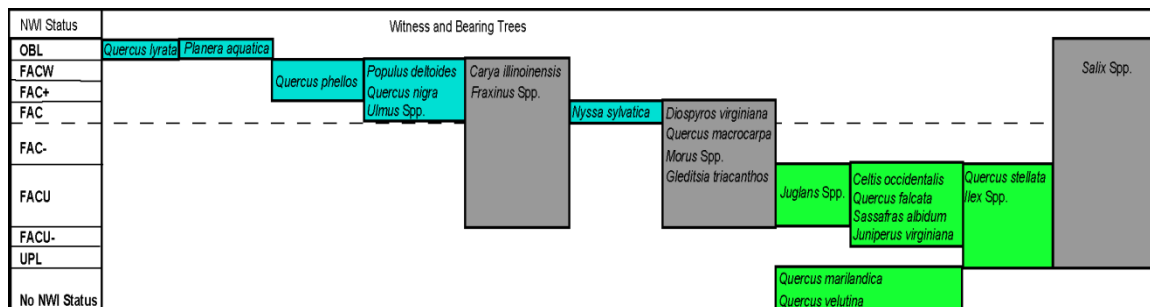 NWI Status
Witness and Bearing Trees
OBL
Quercus lyrata
Planera aquatica
FACW
FAC+
FAC
FAC-
FACU
FACU-
UPL
No NWI Status
Quercus phellos
Populus deltoides
Quercus nigra
Ulmus Spp.
Carya illinoinensis
Fraxinus Spp.
Nyssa sylvatica
Diospyros virginiana
Quercus macrocarpa
Morus Spp.
Gleditsia triacanthos
Juglans Spp.
Celtis occidentalis
Quercus falcata
Sassafras albidum
Juniperus virginiana
Quercus stellata
Ilex Spp.
Salix Spp.
Quercus marilandica
Quercus velutina